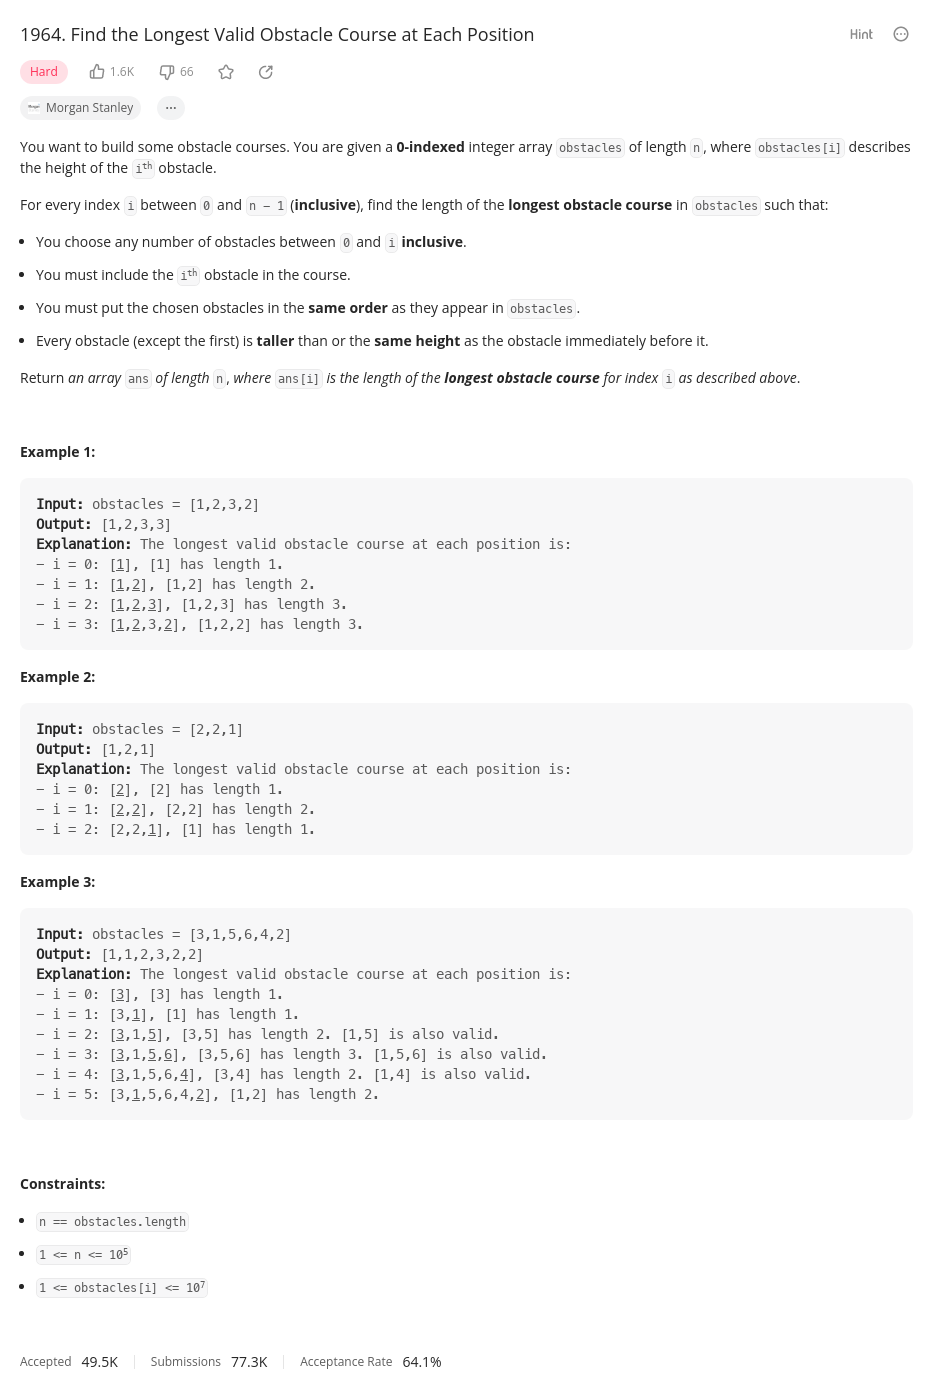 1964. Find the Longest Valid Obstacle Course at Each Position
Hint
Hard
1.6K
66
Morgan Stanley
...
You want to build some obstacle courses. You are given a 0-indexed integer array obstacles of length n, where obstacles[i] describes
the height of the ith obstacle.
For every index i between 0 and n - 1 (inclusive), find the length of the longest obstacle course in obstacles such that:
• You choose any number of obstacles between 0 and i inclusive.
• You must include the ith obstacle in the course.
• You must put the chosen obstacles in the same order as they appear in obstacles.
• Every obstacle (except the first) is taller than or the same height as the obstacle immediately before it.
Return an array ans of length n, where ans[i] is the length of the longest obstacle course for index i as described above.
Example 1:
Input: obstacles = [1,2,3,2]
Output: [1,2,3,3]
Explanation: The longest valid obstacle course at each position is:
- i = 0: [1], [1] has length 1.
- i = 1: [1,2], [1,2] has length 2.
- i = 2: [1,2,3], [1,2,3] has length 3.
- i = 3: [1,2,3,2], [1,2,2] has length 3.
Example 2:
Input: obstacles = [2,2,1]
Output: [1,2,1]
Explanation: The longest valid obstacle course at each position is:
- i = 0: [2], [2] has length 1.
- i = 1: [2,2], [2,2] has length 2.
- i = 2: [2,2,1], [1] has length 1.
Example 3:
Input: obstacles = [3,1,5,6,4,2]
Output: [1,1,2,3,2,2]
Explanation: The longest valid obstacle course at each position is:
- i = 0: [3], [3] has length 1.
- i = 1: [3,1], [1] has length 1.
- i = 2: [3,1,5], [3,5] has length 2. [1,5] is also valid.
- i = 3: [3,1,5,6], [3,5,6] has length 3. [1,5,6] is also valid.
- i = 4: [3,1,5,6,4], [3,4] has length 2. [1,4] is also valid.
- i = 5: [3,1,5,6,4,2], [1,2] has length 2.
Constraints:
• n == obstacles.length
• 1 <= n <= 10⁵
• 1 <= obstacles[i] <= 10⁷
Accepted 49.5K Submissions 77.3K Acceptance Rate 64.1%